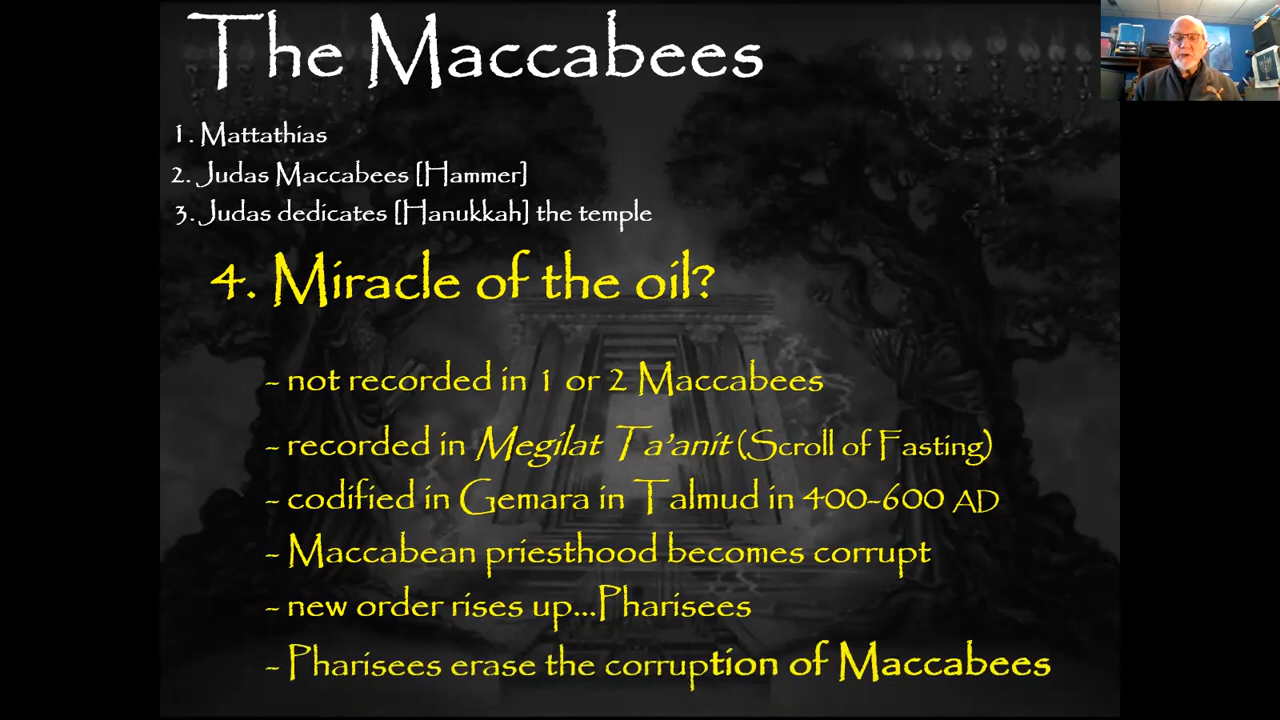 The Maccabees
1. Mattathias
2. Judas Maccabees [Hammer]
3. Judas dedicates [Hanukkah] the temple
4. Miracle of the oil?
- not recorded in 1 or 2 Maccabees
- recorded in Megilat Ta'anit (Scroll of Fasting)
- codified in Gemara in Talmud in 400-600 AD
- Maccabean priesthood becomes corrupt
- new order rises up...Pharisees
- Pharisees erase the corruption of Maccabees